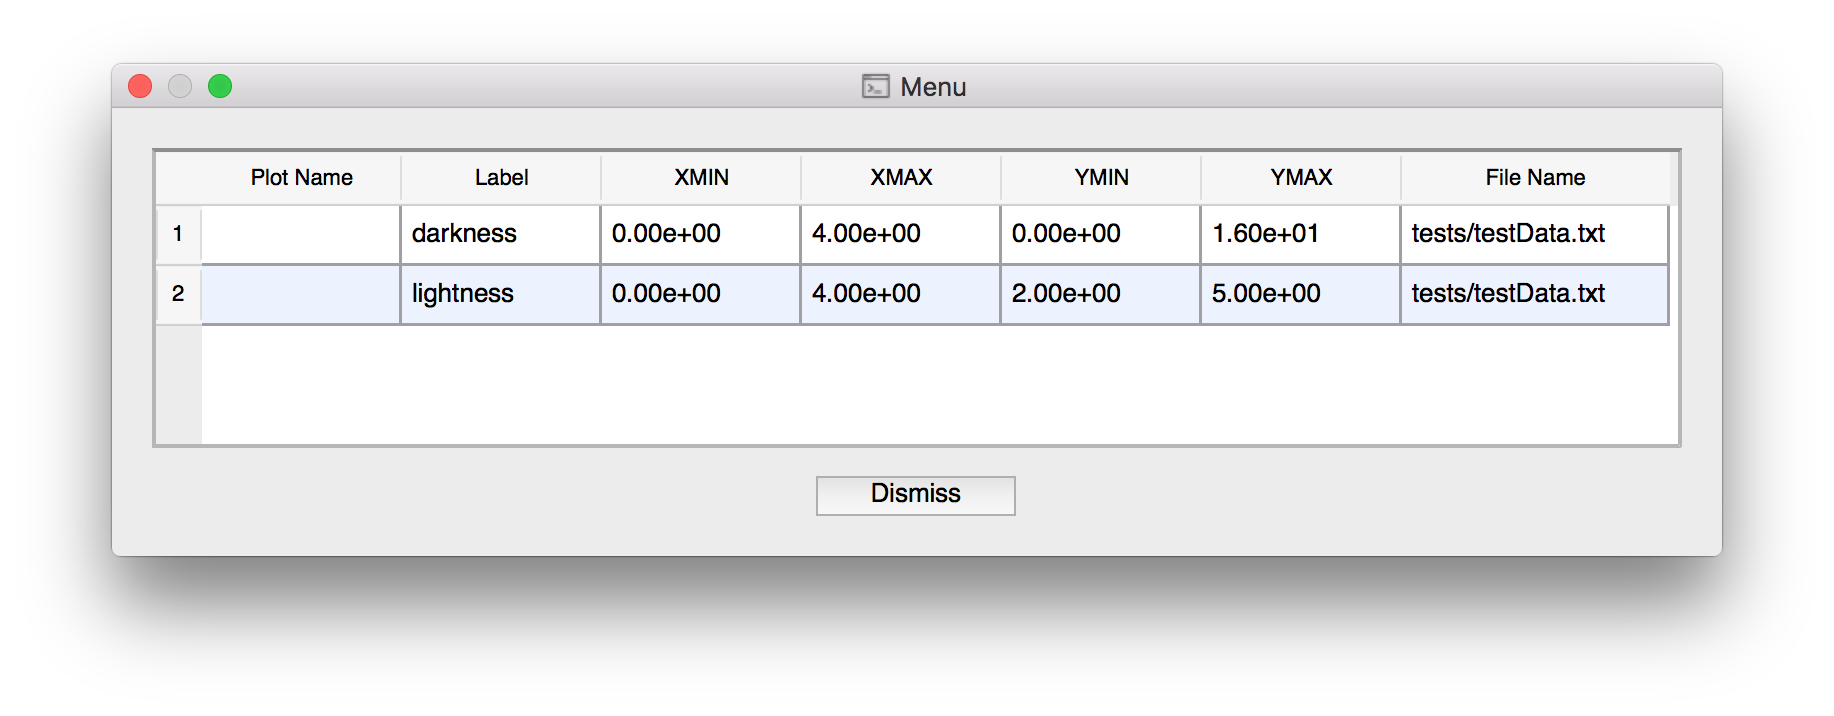 Menu
Plot Name Label XMIN XMAX YMIN YMAX File Name
1 darkness 0.00e+00 4.00e+00 0.00e+00 1.60e+01 tests/testData.txt
2 lightness 0.00e+00 4.00e+00 2.00e+00 5.00e+00 tests/testData.txt
Dismiss